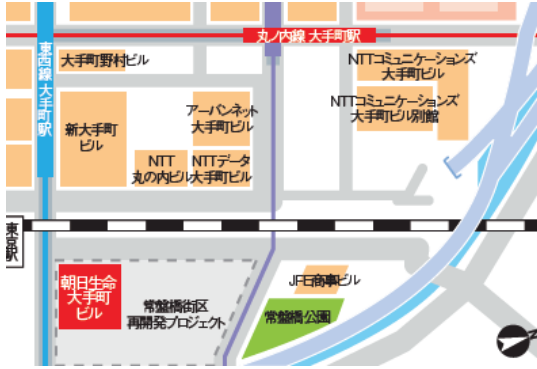 丸ノ内線 大手町駅
東西線 大手町駅
大手町野村ビル
NTTコミュニケーションズ
大手町ビル
NTTコミュニケーションズ
大手町ビル別館
アーバンネット
大手町ビル
新大手町
ビル
NTT
丸の内ビル
NTTデータ
大手町ビル
東京駅
朝日生命
大手町
ビル
常盤橋街区
再開発プロジェクト
JFE商事ビル
常盤橋公園
N